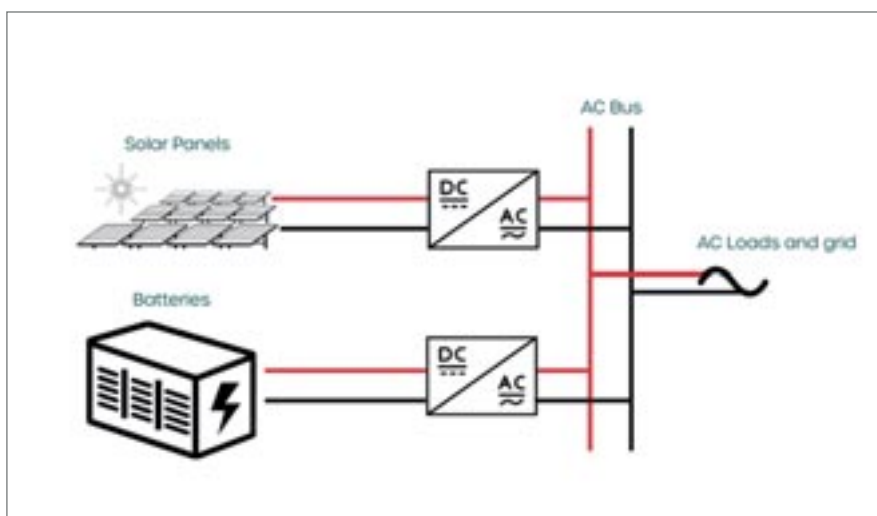 AC Bus
Solar Panels
DC
AC
AC Loads and grid
Batteries
DC
AC